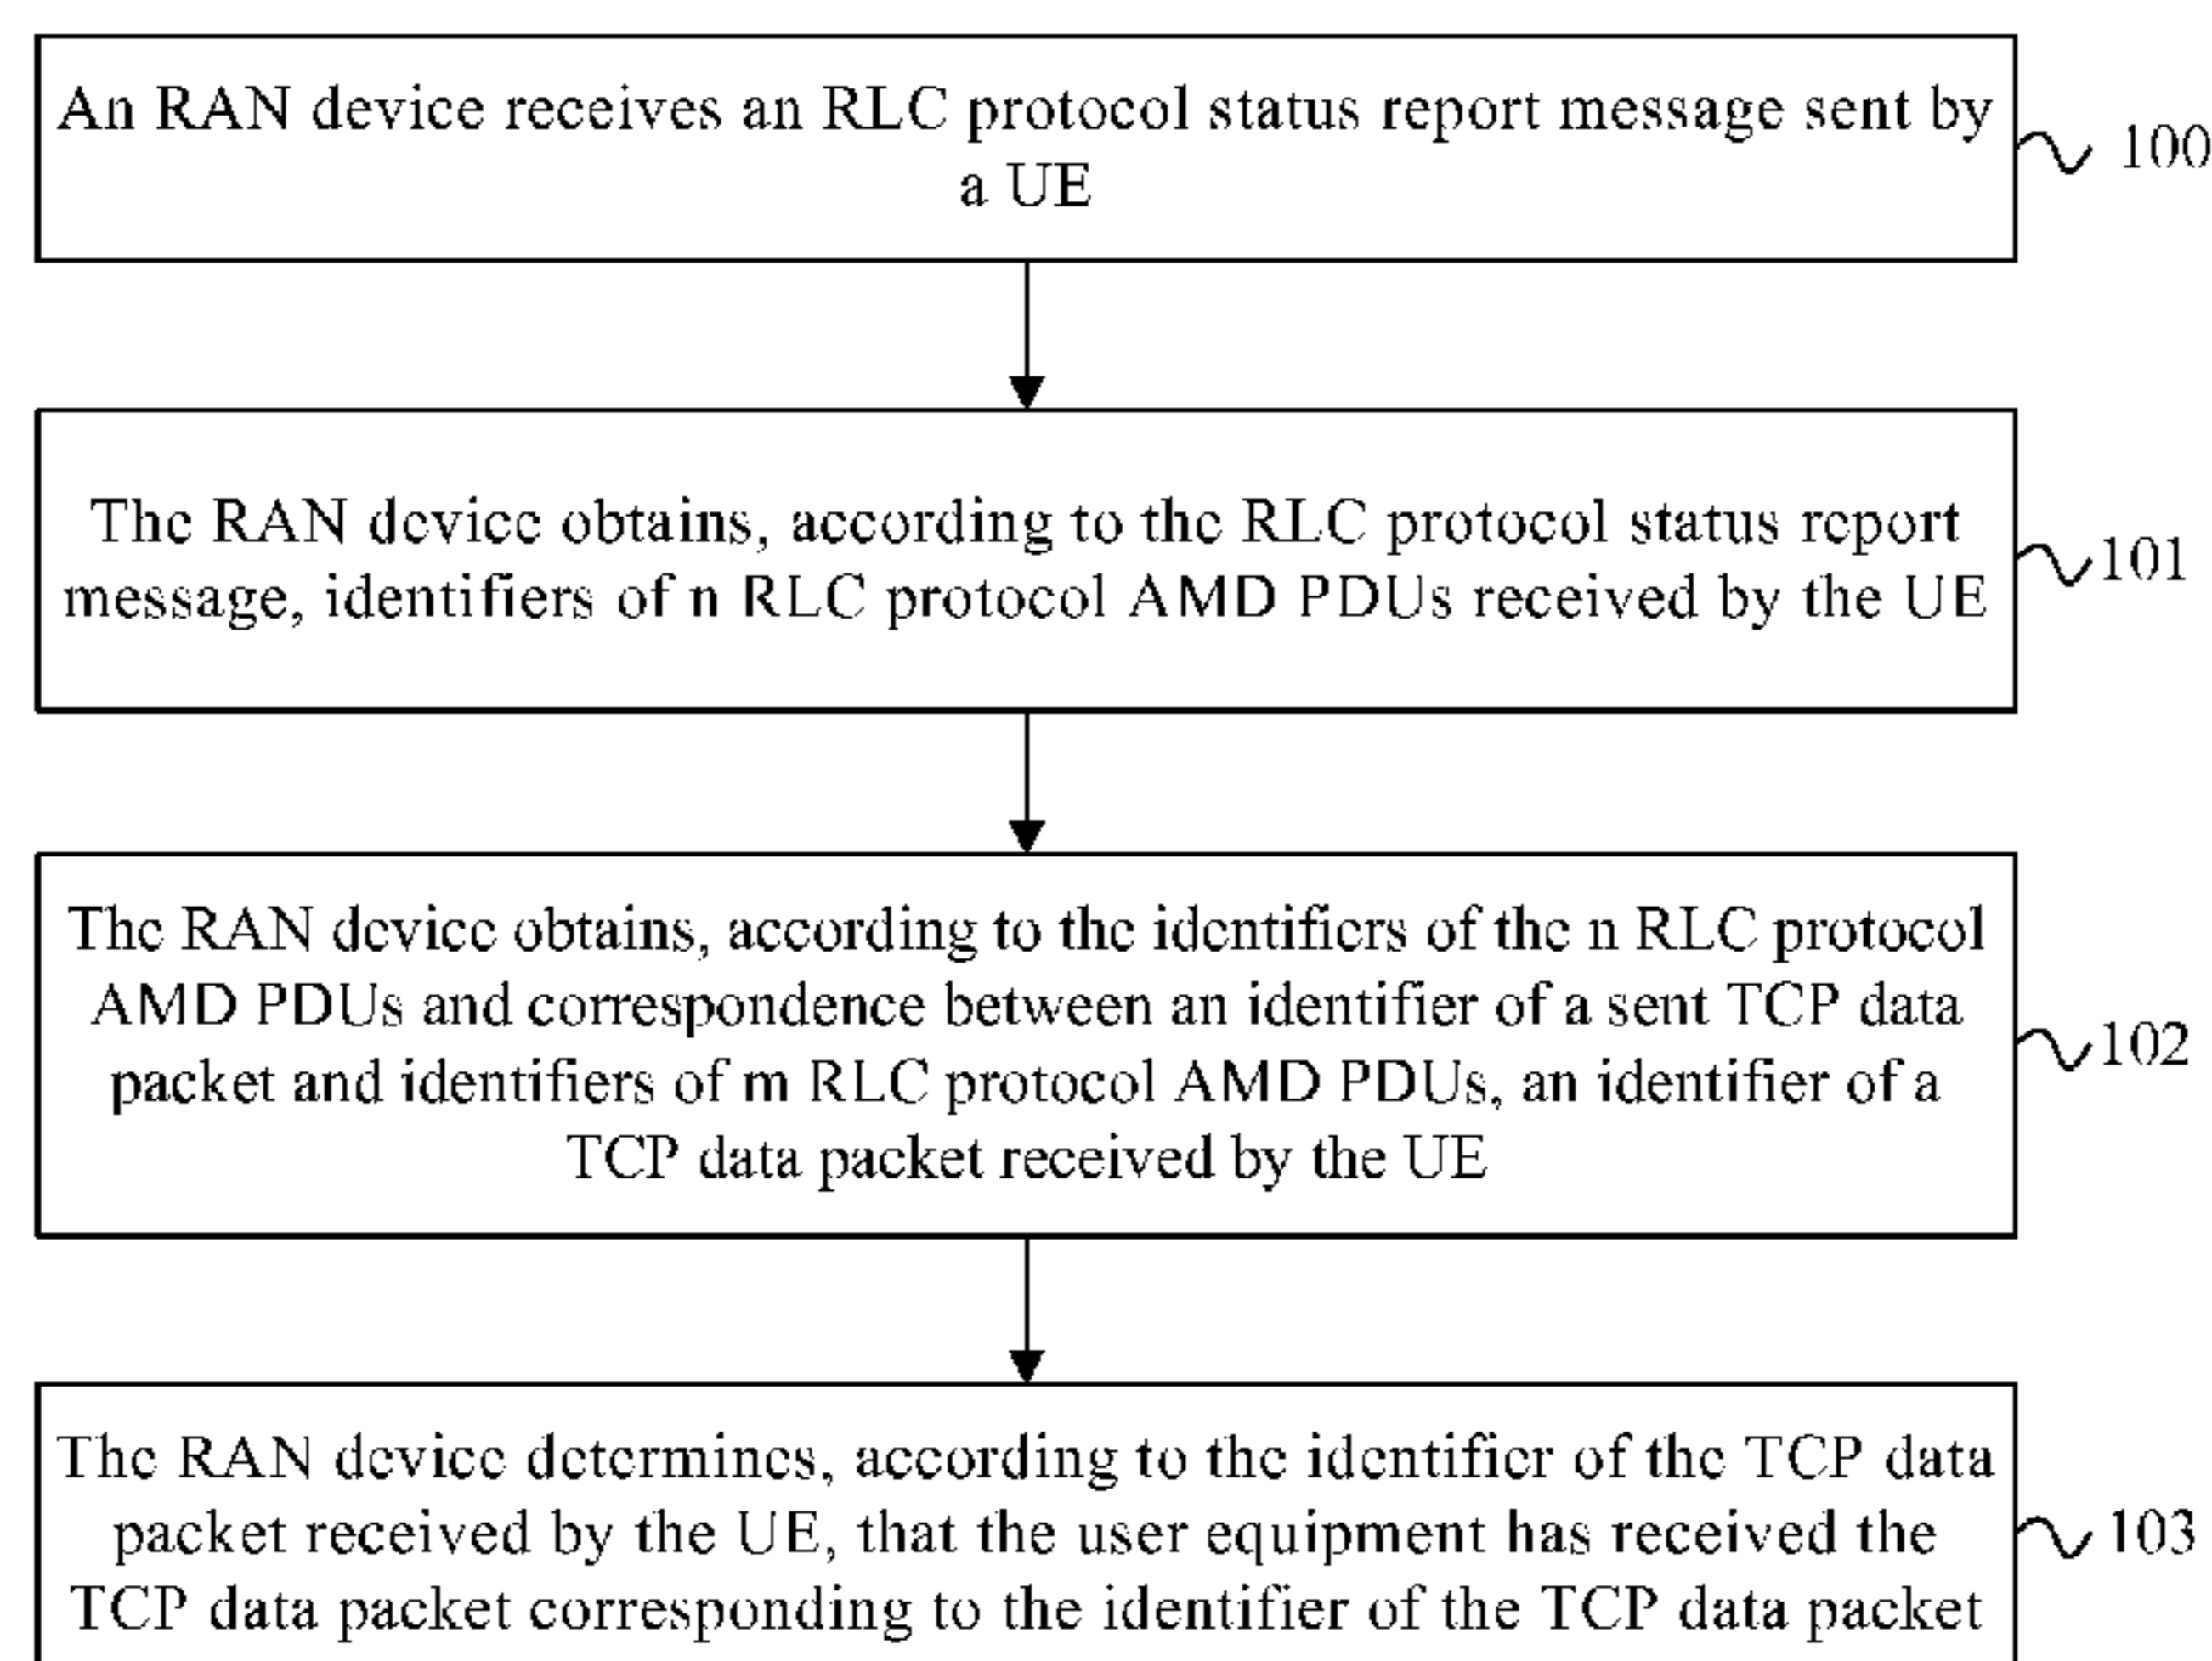 An RAN device receives an RLC protocol status report message sent by
a UE
100
The RAN device obtains, according to the RLC protocol status report
message, identifiers of n RLC protocol AMD PDUs received by the UE
101
The RAN device obtains, according to the identifiers of the n RLC protocol
AMD PDUs and correspondence between an identifier of a sent TCP data
packet and identifiers of m RLC protocol AMD PDUs, an identifier of a
TCP data packet received by the UE
102
The RAN device determines, according to the identifier of the TCP data
packet received by the UE, that the user equipment has received the
TCP data packet corresponding to the identifier of the TCP data packet
103